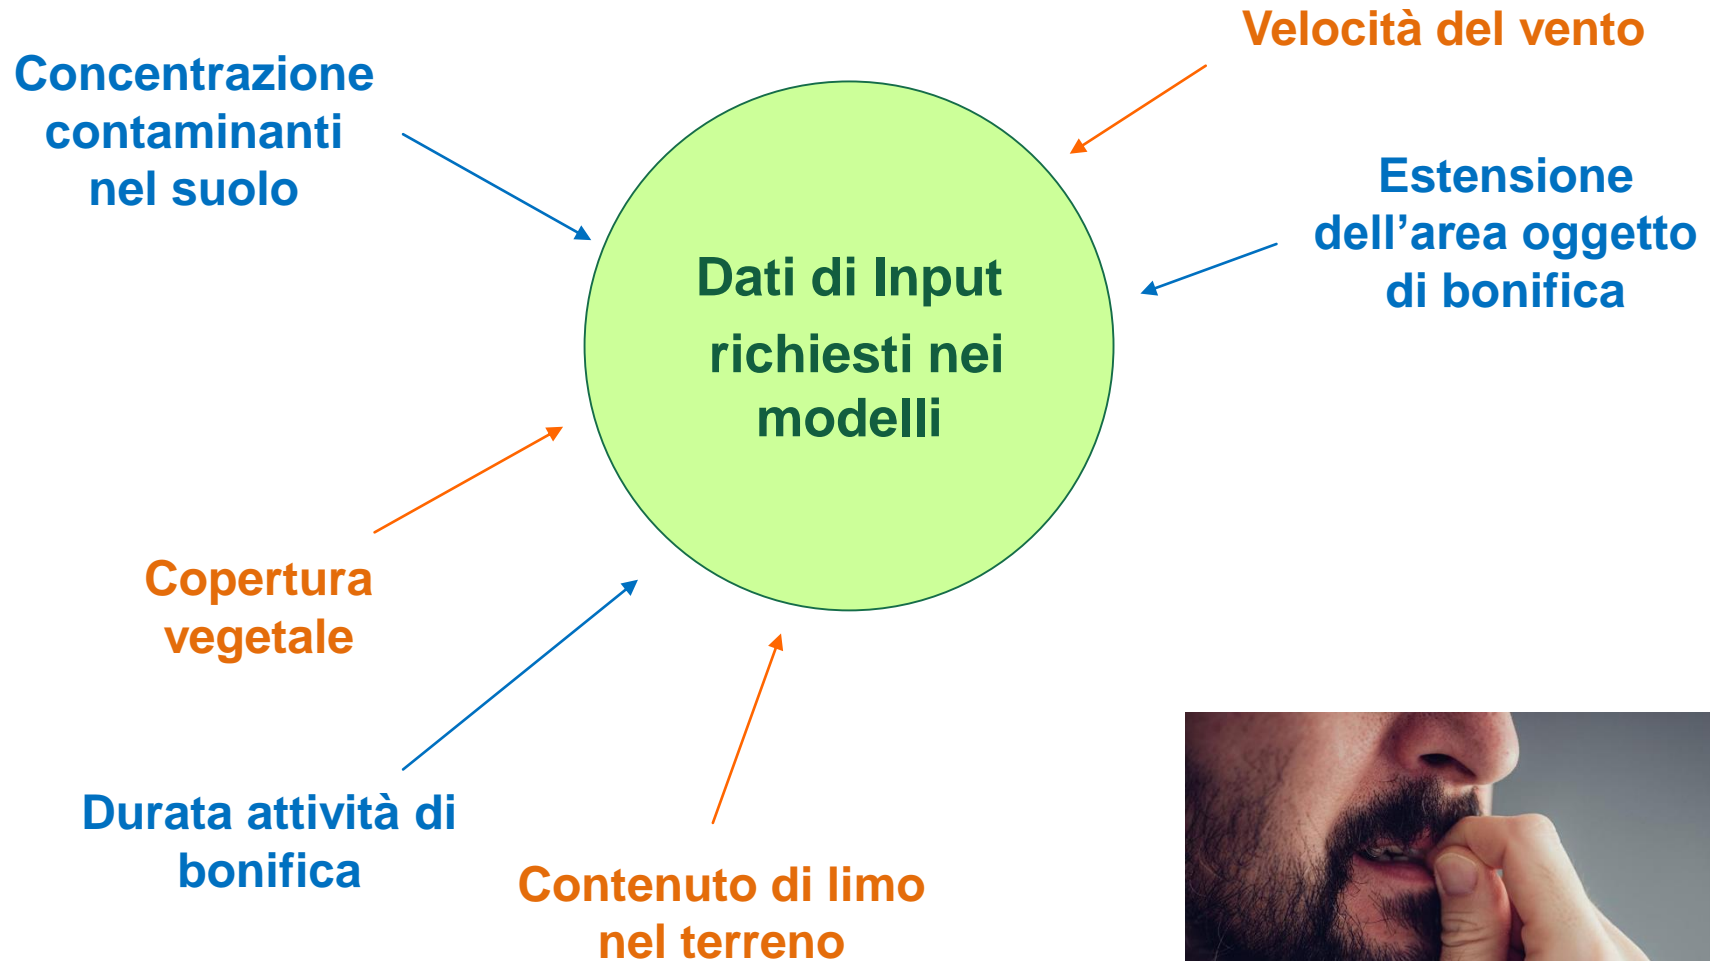 Velocità del vento
Concentrazione
contaminanti
nel suolo
Estensione
dell’area oggetto
di bonifica
Dati di Input
richiesti nei
modelli
Copertura
vegetale
Durata attività di
bonifica
Contenuto di limo
nel terreno